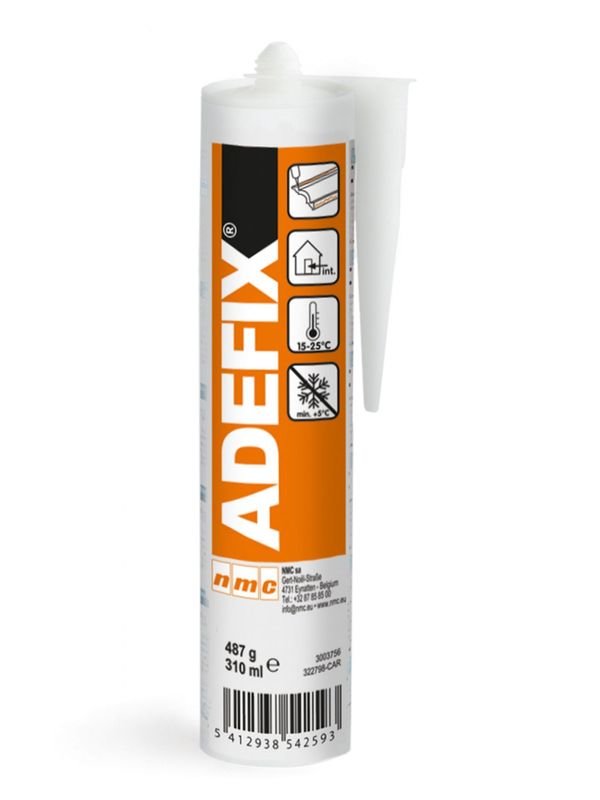 ADEFIX®
int.
15-25°C
min. +5°C
nmc
NMC sa
Gert-Noël-Straße
4731 Eynatten - Belgium
Tel.: +32 87 85 85 00
info@nmc.eu • www.nmc.eu
487 g
310 ml ℮
3003756
322798-CAR
5 412938 542593